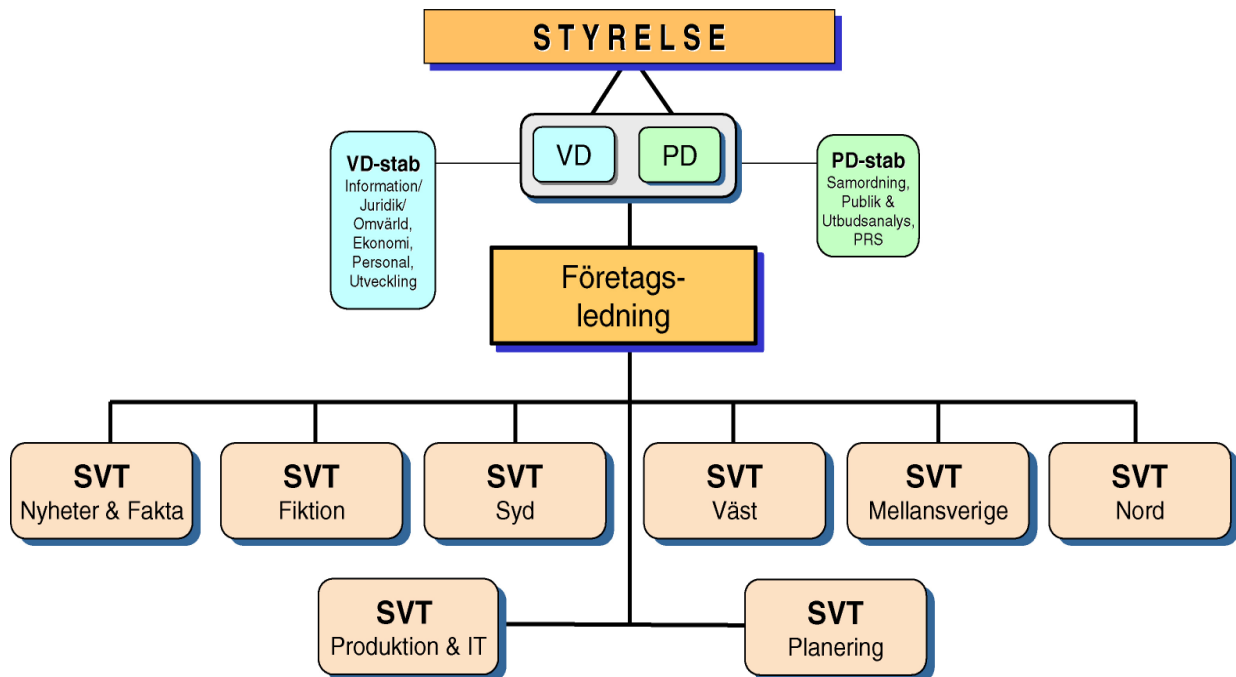 STYRELSE
VD
PD
VD-stab
Information/
Juridik/
Omvärld,
Ekonomi,
Personal,
Utveckling
PD-stab
Samordning,
Publik &
Utbudsanalys,
PRS
Företags-
ledning
SVT
Nyheter & Fakta
SVT
Fiktion
SVT
Syd
SVT
Väst
SVT
Mellansverige
SVT
Nord
SVT
Produktion & IT
SVT
Planering